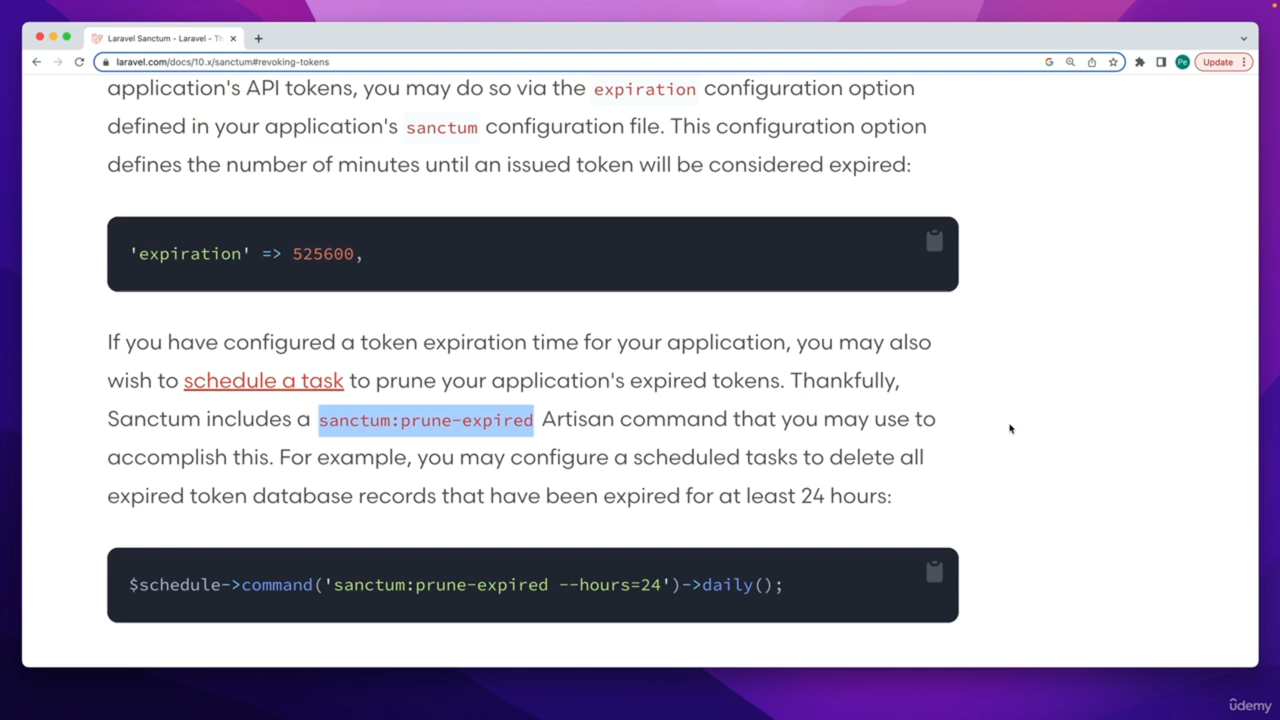 Laravel Sanctum - Laravel - Th
laravel.com/docs/10.x/sanctum#revoking-tokens
Pe
Update
application's API tokens, you may do so via the expiration configuration option
defined in your application's sanctum configuration file. This configuration option
defines the number of minutes until an issued token will be considered expired:
'expiration' => 525600,
If you have configured a token expiration time for your application, you may also
wish to schedule a task to prune your application's expired tokens. Thankfully,
Sanctum includes a sanctum:prune-expired Artisan command that you may use to
accomplish this. For example, you may configure a scheduled tasks to delete all
expired token database records that have been expired for at least 24 hours:
$schedule->command('sanctum:prune-expired --hours=24')->daily();
ûdemy